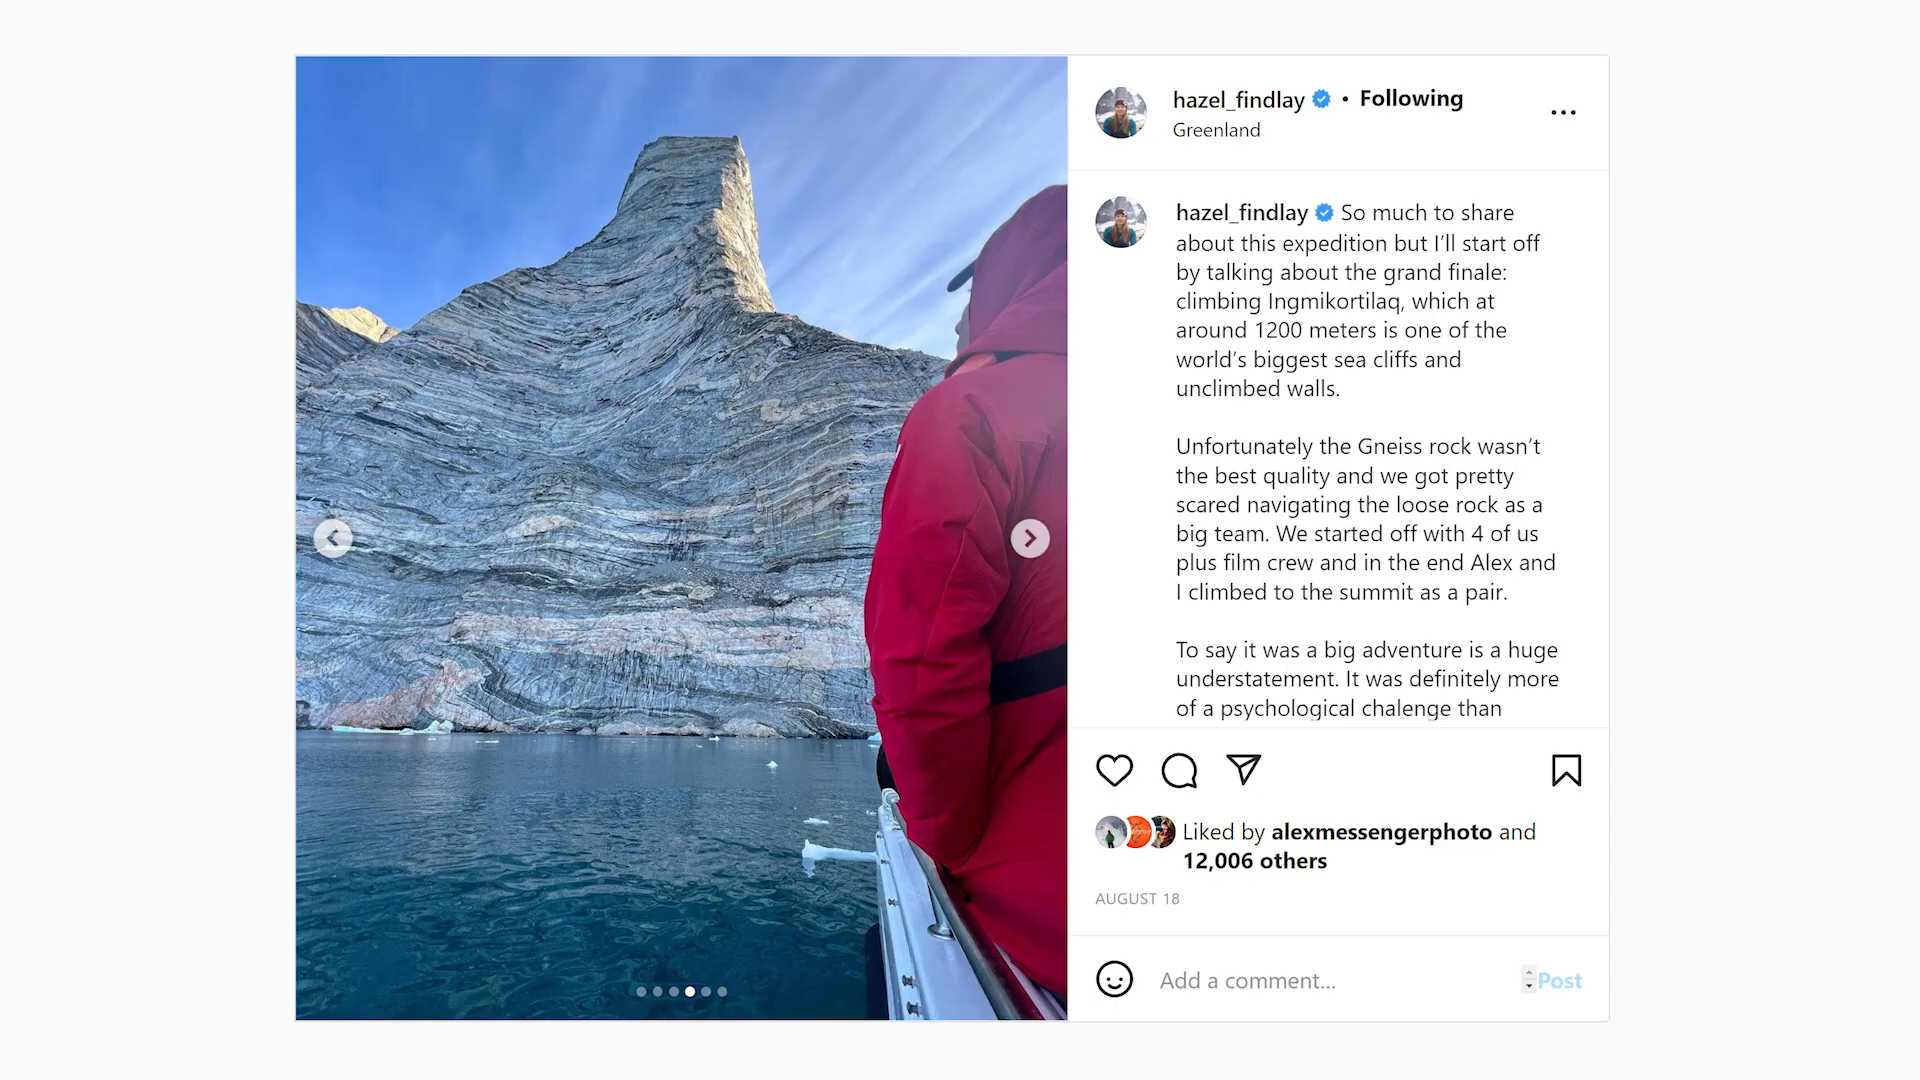 hazel_findlay • Following
Greenland
hazel_findlay So much to share
about this expedition but I'll start off
by talking about the grand finale:
climbing Ingmikortilaq, which at
around 1200 meters is one of the
world's biggest sea cliffs and
unclimbed walls.
Unfortunately the Gneiss rock wasn't
the best quality and we got pretty
scared navigating the loose rock as a
big team. We started off with 4 of us
plus film crew and in the end Alex and
I climbed to the summit as a pair.
To say it was a big adventure is a huge
understatement. It was definitely more
of a psychological chalenge than
Liked by alexmessengerphoto and
12,006 others
AUGUST 18
Add a comment... Post